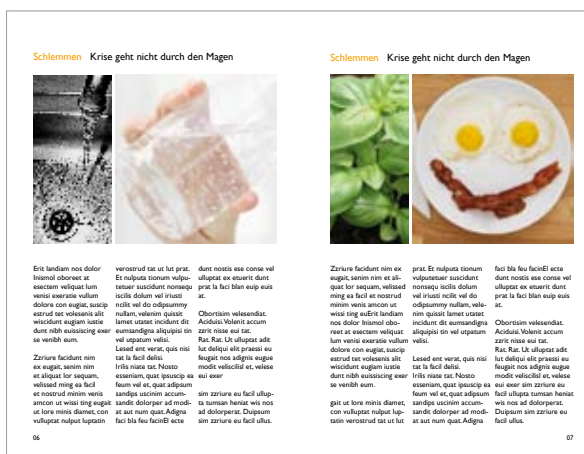 Schlemmen Krise geht nicht durch den Magen
Erit landiam nos dolor
Inismol oboreet at
esectem veliquat lum
venisi exeratie vullum
dolore con eugiat, suscip
estrud tet volesenis alit
wiscidunt eugiam iustie
dunt nibh euissiscing exer
se venibh eum.
Zzriure facidunt nim
ex eugait, senim nim
et aliquat lor sequam,
velissed ming ea facil
et nostrud minim venis
amcon ut wissi ting eugait
ut lore minis diamet, con
vulluptat nulput luptatin
verostrud tat ut lut prat.
Et nulputa tionum vulpu-
tetuer suscidunt nonsequ
iscilis dolum vel iriusti
ncilit vel do odipsummy
nullam, velenim quissit
lamet utatet incidunt dit
eumsandigna aliquipisi tin
vel utpatum velisi.
Lesed ent verat, quis nisi
tat la facil delisi.
Irilis niate tat. Nosto
esseniam, quat ipsuscip ea
feum vel et, quat adipsum
sandips uscinim accum-
sandit dolorper ad modi-
at aut num quat. Adigna
faci bla feu facinEl ecte
dunt nostis ese conse vel
ulluptat ex etuerit dunt
prat la faci blan euip euis
at.
Obortisim velesendiat.
Aciduisi. Volenit accum
zzrit nisse eui tat.
Rat. Rat. Ut ulluptat adit
lut deliqui elit praessi eu
feugait nos adignis eugue
modit veliscilisl et, velese
eui exer
sim zzriure eu facil ullup-
ta tumsan heniat wis nos
ad dolorperat. Duipsum
sim zzriure eu facil ullus.
06
Schlemmen Krise geht nicht durch den Magen
Zzriure facidunt nim ex
eugait, senim nim et ali-
quat lor sequam, velissed
ming ea facil et nostrud
minim venis amcon ut
wissi ting euErit landiam
nos dolor Inismol obo-
reet at esectem veliquat
lum venisi exeratie vullum
dolore con eugiat, suscip
estrud tet volesenis alit
wiscidunt eugiam iustie
dunt nibh euissiscing exer
se venibh eum.
gait ut lore minis diamet,
con vulluptat nulput lup-
tatin verostrud tat ut lut
prat. Et nulputa tionum
vulputetuer suscidunt
nonsequ iscilis dolum
vel iriusti ncilit vel do
odipsummy nullam, vele-
nim quissit lamet utatet
incidunt dit eumsandigna
aliquipisi tin vel utpatum
velisi.
Lesed ent verat, quis nisi
tat la facil delisi.
Irilis niate tat. Nosto
esseniam, quat ipsuscip ea
feum vel et, quat adipsum
sandips uscinim accum-
sandit dolorper ad modi-
at aut num quat. Adigna
faci bla feu facinEl ecte
dunt nostis ese conse vel
ulluptat ex etuerit dunt
prat la faci blan euip euis
at.
Obortisim velesendiat.
Aciduisi. Volenit accum
zzrit nisse eui tat.
Rat. Rat. Ut ulluptat adit
lut deliqui elit praessi eu
feugait nos adignis eugue
modit veliscilisl et, velese
eui exer sim zzriure eu
facil ullupta tumsan heniat
wis nos ad dolorperat.
Duipsum sim zzriure eu
facil ullus.
07